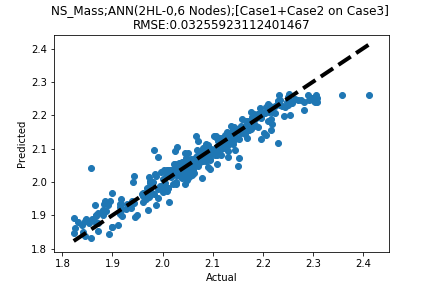 NS_Mass;ANN(2HL-0,6 Nodes);[Case1+Case2 on Case3]
RMSE:0.03255923112401467
2.4
2.3
2.2
2.1
2.0
1.9
1.8
Predicted
1.8 1.9 2.0 2.1 2.2 2.3 2.4
Actual